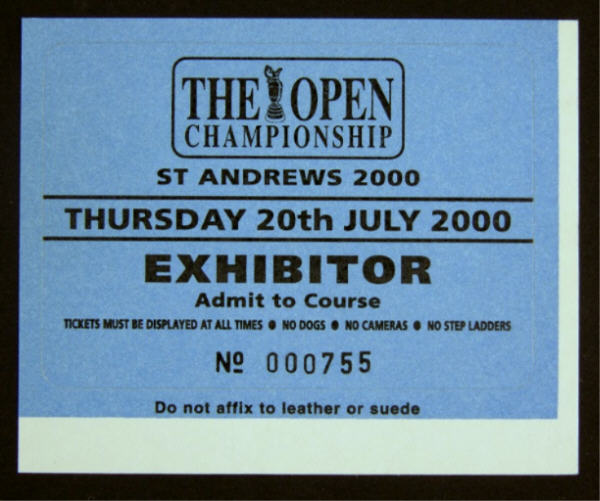 THE OPEN
CHAMPIONSHIP
ST ANDREWS 2000
THURSDAY 20th JULY 2000
EXHIBITOR
Admit to Course
TICKETS MUST BE DISPLAYED AT ALL TIMES ● NO DOGS ● NO CAMERAS ● NO STEP LADDERS
Nº 000755
Do not affix to leather or suede